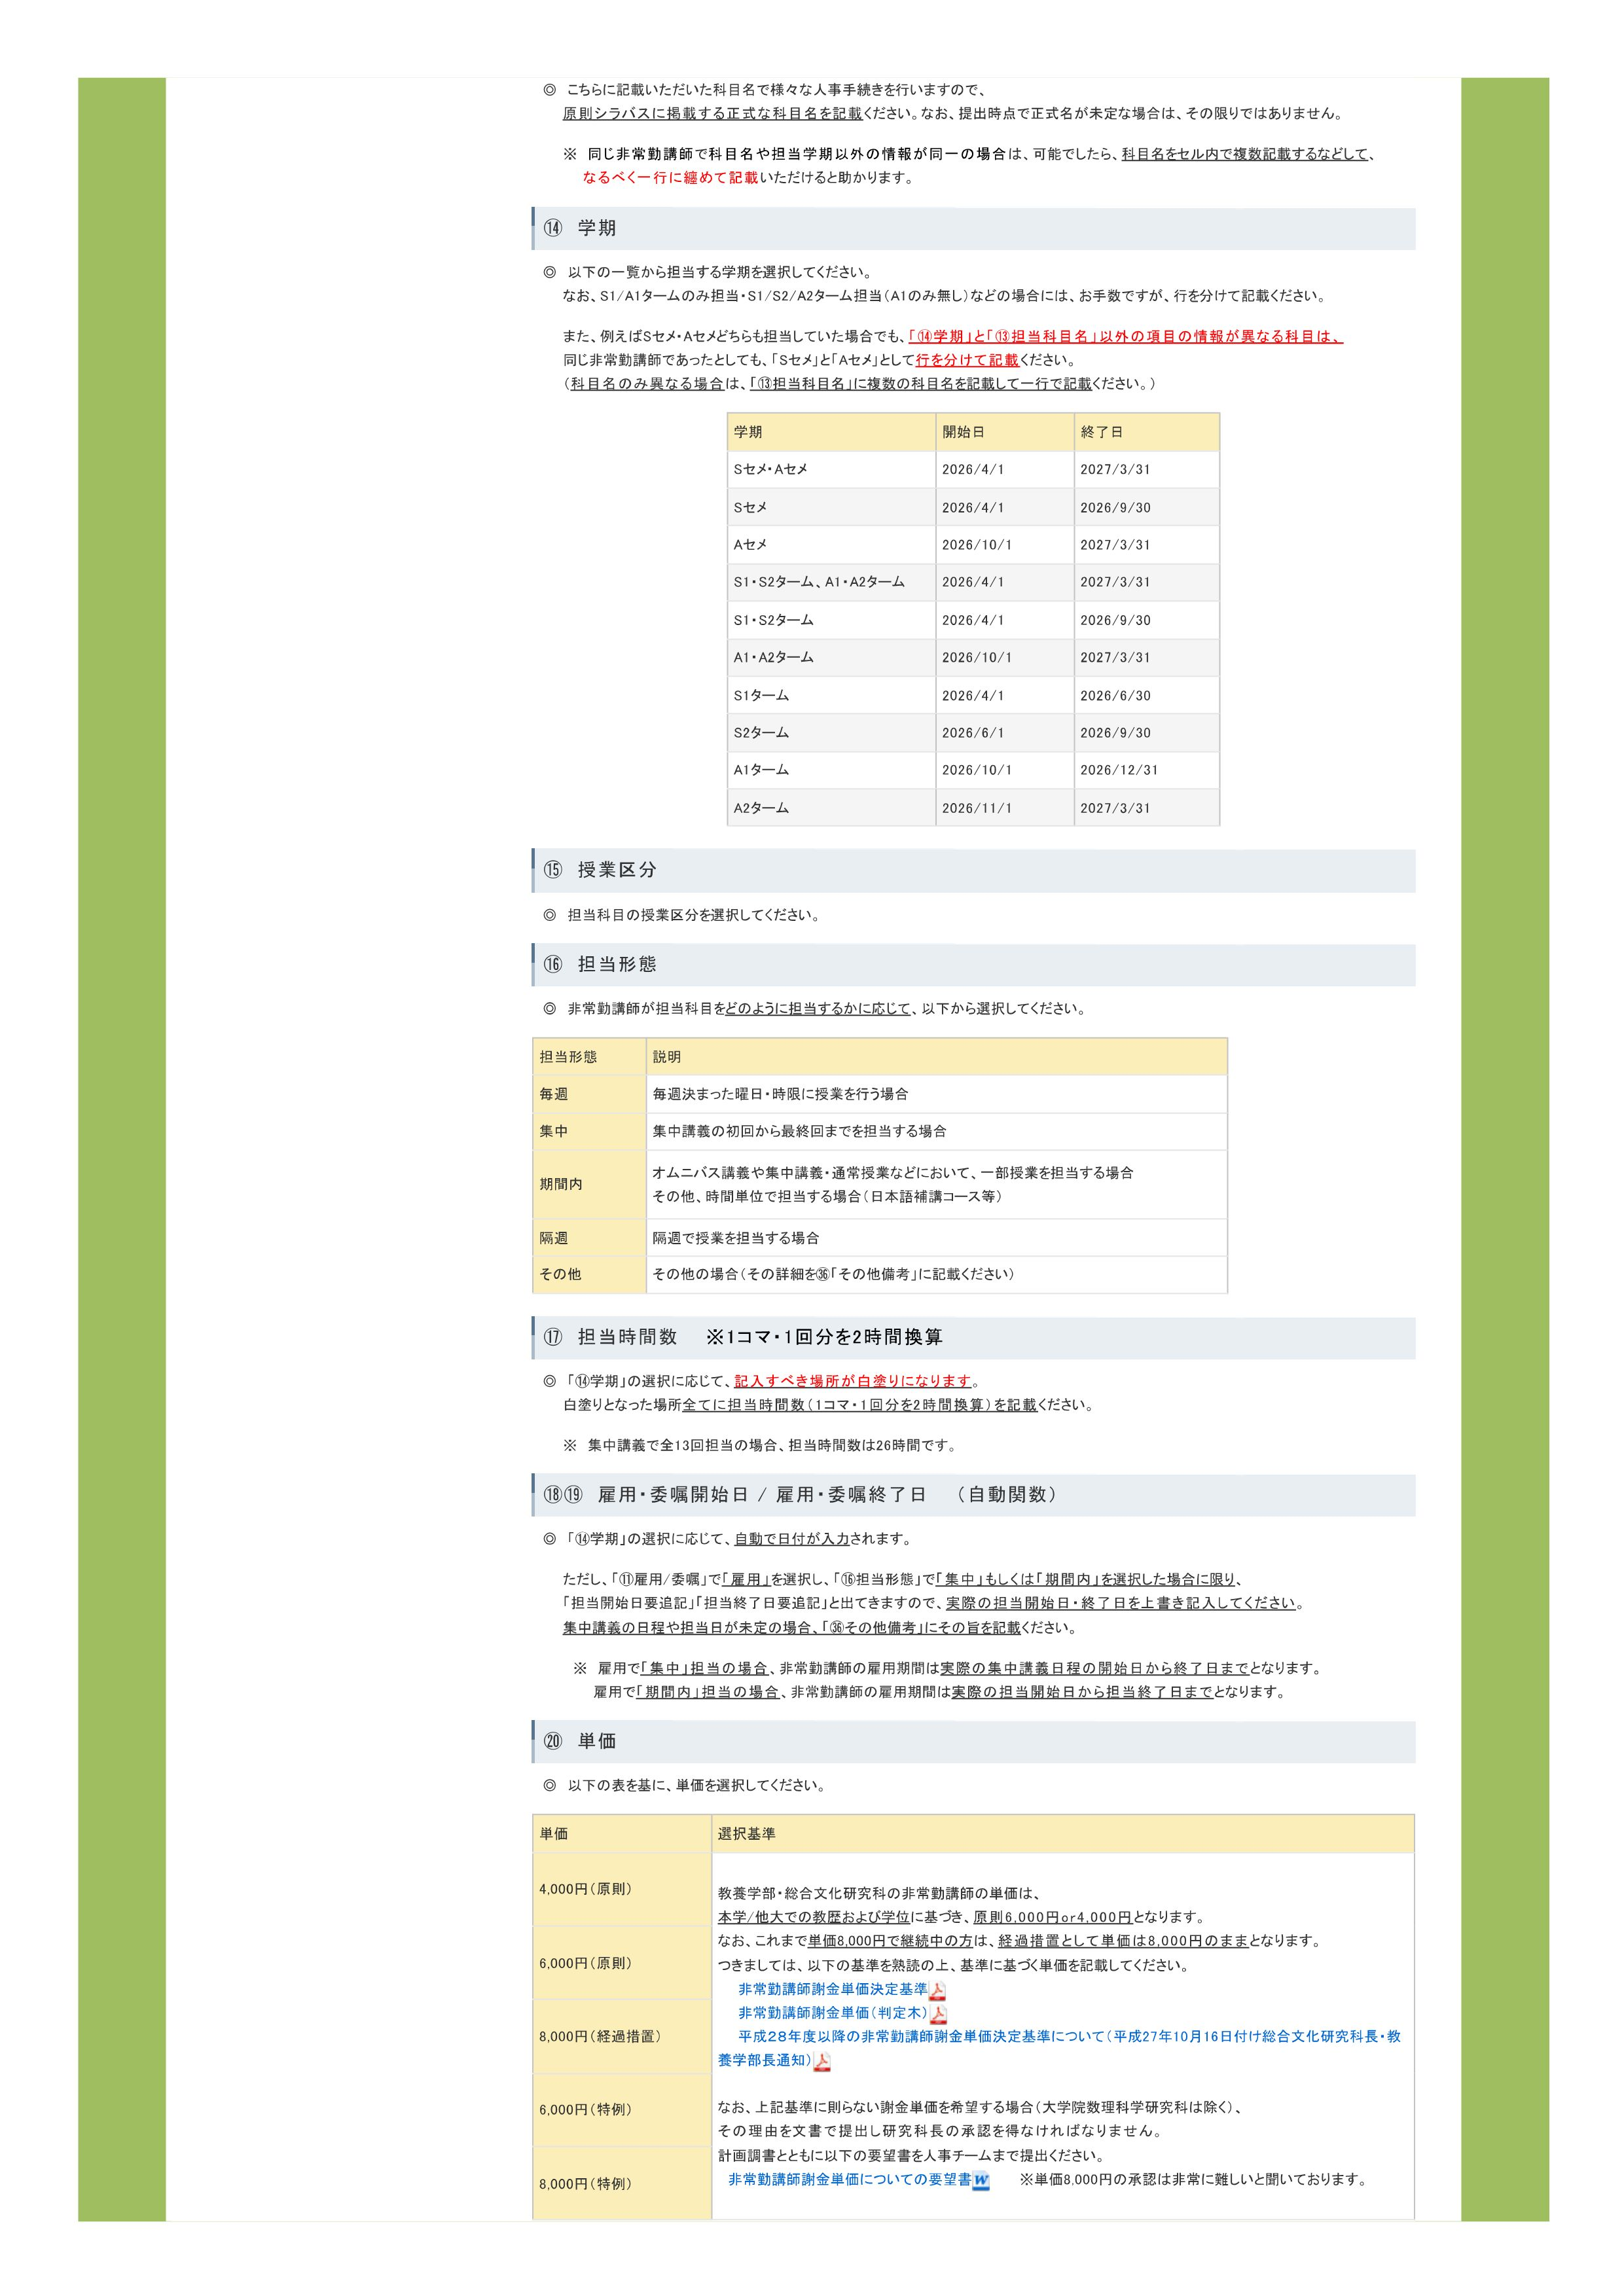 ◎ こちらに記載いただいた科目名で様々な人事手続きを行いますので、
原則シラバスに掲載する正式な科目名を記載ください。なお、提出時点で正式名が未定な場合は、その限りではありません。
※ 同じ非常勤講師で科目名や担当学期以外の情報が同一の場合は、可能でしたら、科目名をセル内で複数記載するなどして、
なるべく一行に纏めて記載いただけると助かります。
⑭ 学期
◎ 以下の一覧から担当する学期を選択してください。
なお、S1/A1タームのみ担当・S1/S2/A2ターム担当（A1のみ無し）などの場合には、お手数ですが、行を分けて記載ください。
また、例えばSセメ・Aセメどちらも担当していた場合でも、「⑭学期」と「⑬担当科目名」以外の項目の情報が異なる科目は、
同じ非常勤講師であったとしても、「Sセメ」と「Aセメ」として行を分けて記載ください。
（科目名のみ異なる場合は、「⑬担当科目名」に複数の科目名を記載して一行で記載ください。）
学期 開始日 終了日
Sセメ・Aセメ 2026/4/1 2027/3/31
Sセメ 2026/4/1 2026/9/30
Aセメ 2026/10/1 2027/3/31
S1・S2ターム、A1・A2ターム 2026/4/1 2027/3/31
S1・S2ターム 2026/4/1 2026/9/30
A1・A2ターム 2026/10/1 2027/3/31
S1ターム 2026/4/1 2026/6/30
S2ターム 2026/6/1 2026/9/30
A1ターム 2026/10/1 2026/12/31
A2ターム 2026/11/1 2027/3/31
⑮ 授業区分
◎ 担当科目の授業区分を選択してください。
⑯ 担当形態
◎ 非常勤講師が担当科目をどのように担当するかに応じて、以下から選択してください。
担当形態 説明
毎週 毎週決まった曜日・時限に授業を行う場合
集中 集中講義の初回から最終回までを担当する場合
期間内 オムニバス講義や集中講義・通常授業などにおいて、一部授業を担当する場合
その他、時間単位で担当する場合（日本語補講コース等）
隔週 隔週で授業を担当する場合
その他 その他の場合（その詳細を㊱「その他備考」に記載ください）
⑰ 担当時間数 ※1コマ・1回分を2時間換算
◎ 「⑭学期」の選択に応じて、記入すべき場所が白塗りになります。
白塗りとなった場所全てに担当時間数（1コマ・1回分を2時間換算）を記載ください。
※ 集中講義で全13回担当の場合、担当時間数は26時間です。
⑱⑲ 雇用・委嘱開始日 / 雇用・委嘱終了日 （自動関数）
◎ 「⑭学期」の選択に応じて、自動で日付が入力されます。
ただし、「⑪雇用/委嘱」で「雇用」を選択し、「⑯担当形態」で「集中」もしくは「期間内」を選択した場合に限り、
「担当開始日要追記」「担当終了日要追記」と出てきますので、実際の担当開始日・終了日を上書き記入してください。
集中講義の日程や担当日が未定の場合、「㊱その他備考」にその旨を記載ください。
※ 雇用で「集中」担当の場合、非常勤講師の雇用期間は実際の集中講義日程の開始日から終了日までとなります。
雇用で「期間内」担当の場合、非常勤講師の雇用期間は実際の担当開始日から担当終了日までとなります。
⑳ 単価
◎ 以下の表を基に、単価を選択してください。
単価 選択基準
4,000円（原則）
6,000円（原則）
8,000円（経過措置）
6,000円（特例）
8,000円（特例）
教養学部・総合文化研究科の非常勤講師の単価は、
本学/他大での教歴および学位に基づき、原則6,000円or4,000円となります。
なお、これまで単価8,000円で継続中の方は、経過措置として単価は8,000円のままとなります。
つきましては、以下の基準を熟読の上、基準に基づく単価を記載してください。
非常勤講師謝金単価決定基準
非常勤講師謝金単価（判定木）
平成28年度以降の非常勤講師謝金単価決定基準について（平成27年10月16日付け総合文化研究科長・教
養学部長通知）
なお、上記基準に則らない謝金単価を希望する場合（大学院数理科学研究科は除く）、
その理由を文書で提出し研究科長の承認を得なければなりません。
計画調書とともに以下の要望書を人事チームまで提出ください。
非常勤講師謝金単価についての要望書 ※単価8,000円の承認は非常に難しいと聞いております。